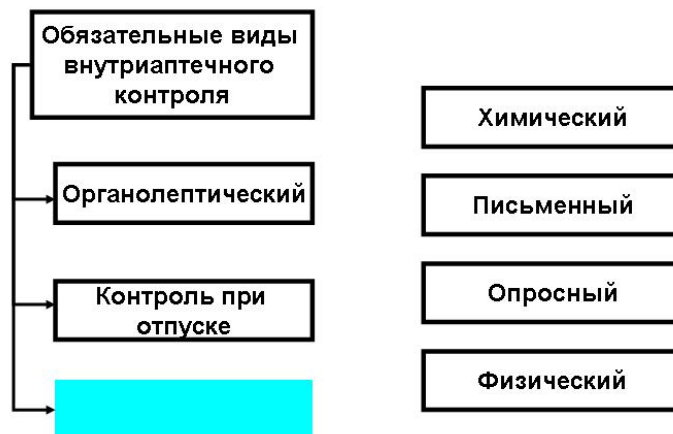 Обязательные виды
внутриаптечного
контроля
Органолептический
Контроль при
отпуске
Химический
Письменный
Опросный
Физический